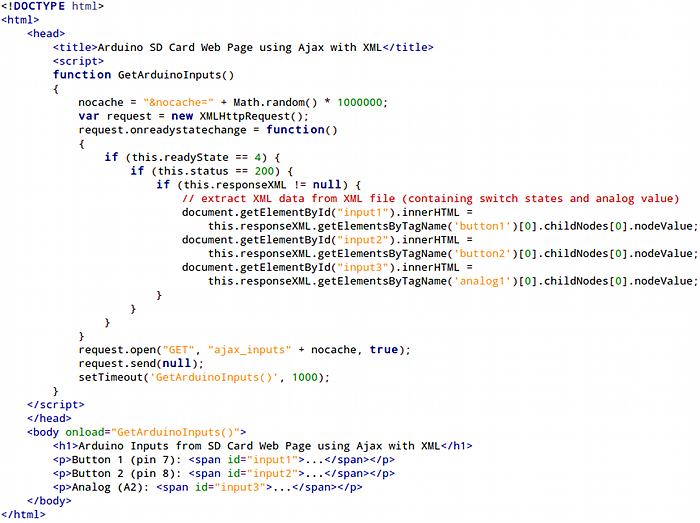 <!DOCTYPE html>
<html>
    <head>
        <title>Arduino SD Card Web Page using Ajax with XML</title>
        <script>
        function GetArduinoInputs()
        {
            nocache = "&nocache=" + Math.random() * 1000000;
            var request = new XMLHttpRequest();
            request.onreadystatechange = function()
            {
                if (this.readyState == 4) {
                    if (this.status == 200) {
                        if (this.responseXML != null) {
                            // extract XML data from XML file (containing switch states and analog value)
                            document.getElementById("input1").innerHTML =
                                this.responseXML.getElementsByTagName('button1')[0].childNodes[0].nodeValue;
                            document.getElementById("input2").innerHTML =
                                this.responseXML.getElementsByTagName('button2')[0].childNodes[0].nodeValue;
                            document.getElementById("input3").innerHTML =
                                this.responseXML.getElementsByTagName('analog1')[0].childNodes[0].nodeValue;
                        }
                    }
                }
            }
            request.open("GET", "ajax_inputs" + nocache, true);
            request.send(null);
            setTimeout('GetArduinoInputs()', 1000);
        }
    </script>
    </head>
    <body onload="GetArduinoInputs()">
        <h1>Arduino Inputs from SD Card Web Page using Ajax with XML</h1>
        <p>Button 1 (pin 7): <span id="input1">...</span></p>
        <p>Button 2 (pin 8): <span id="input2">...</span></p>
        <p>Analog (A2): <span id="input3">...</span></p>
    </body>
</html>